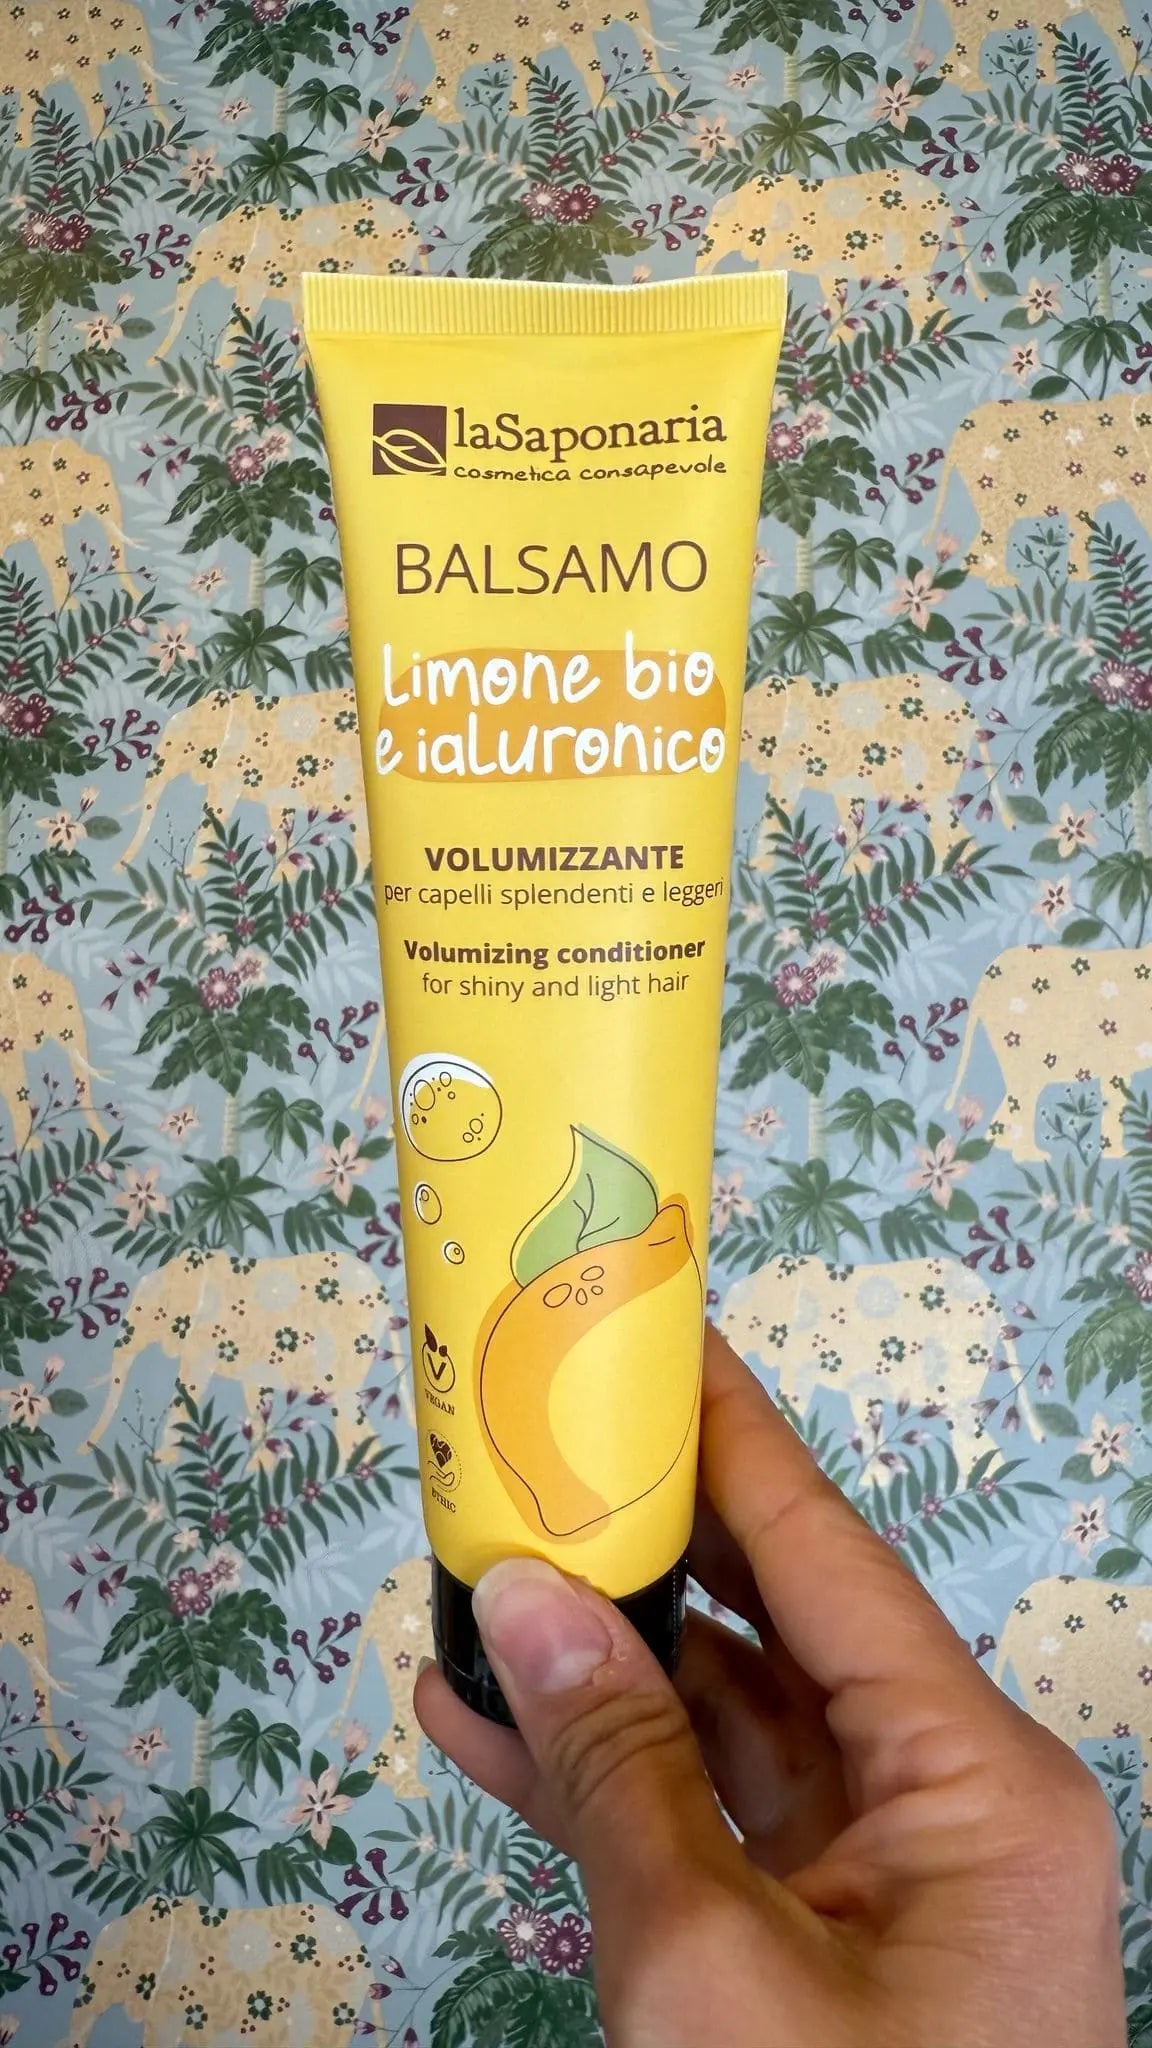 laSaponaria
cosmetica consapevole
BALSAMO
Limone bio
e ialuronico
VOLUMIZZANTE
per capelli splendenti e leggeri
Volumizing conditioner
for shiny and light hair
VEGAN
ETHIC